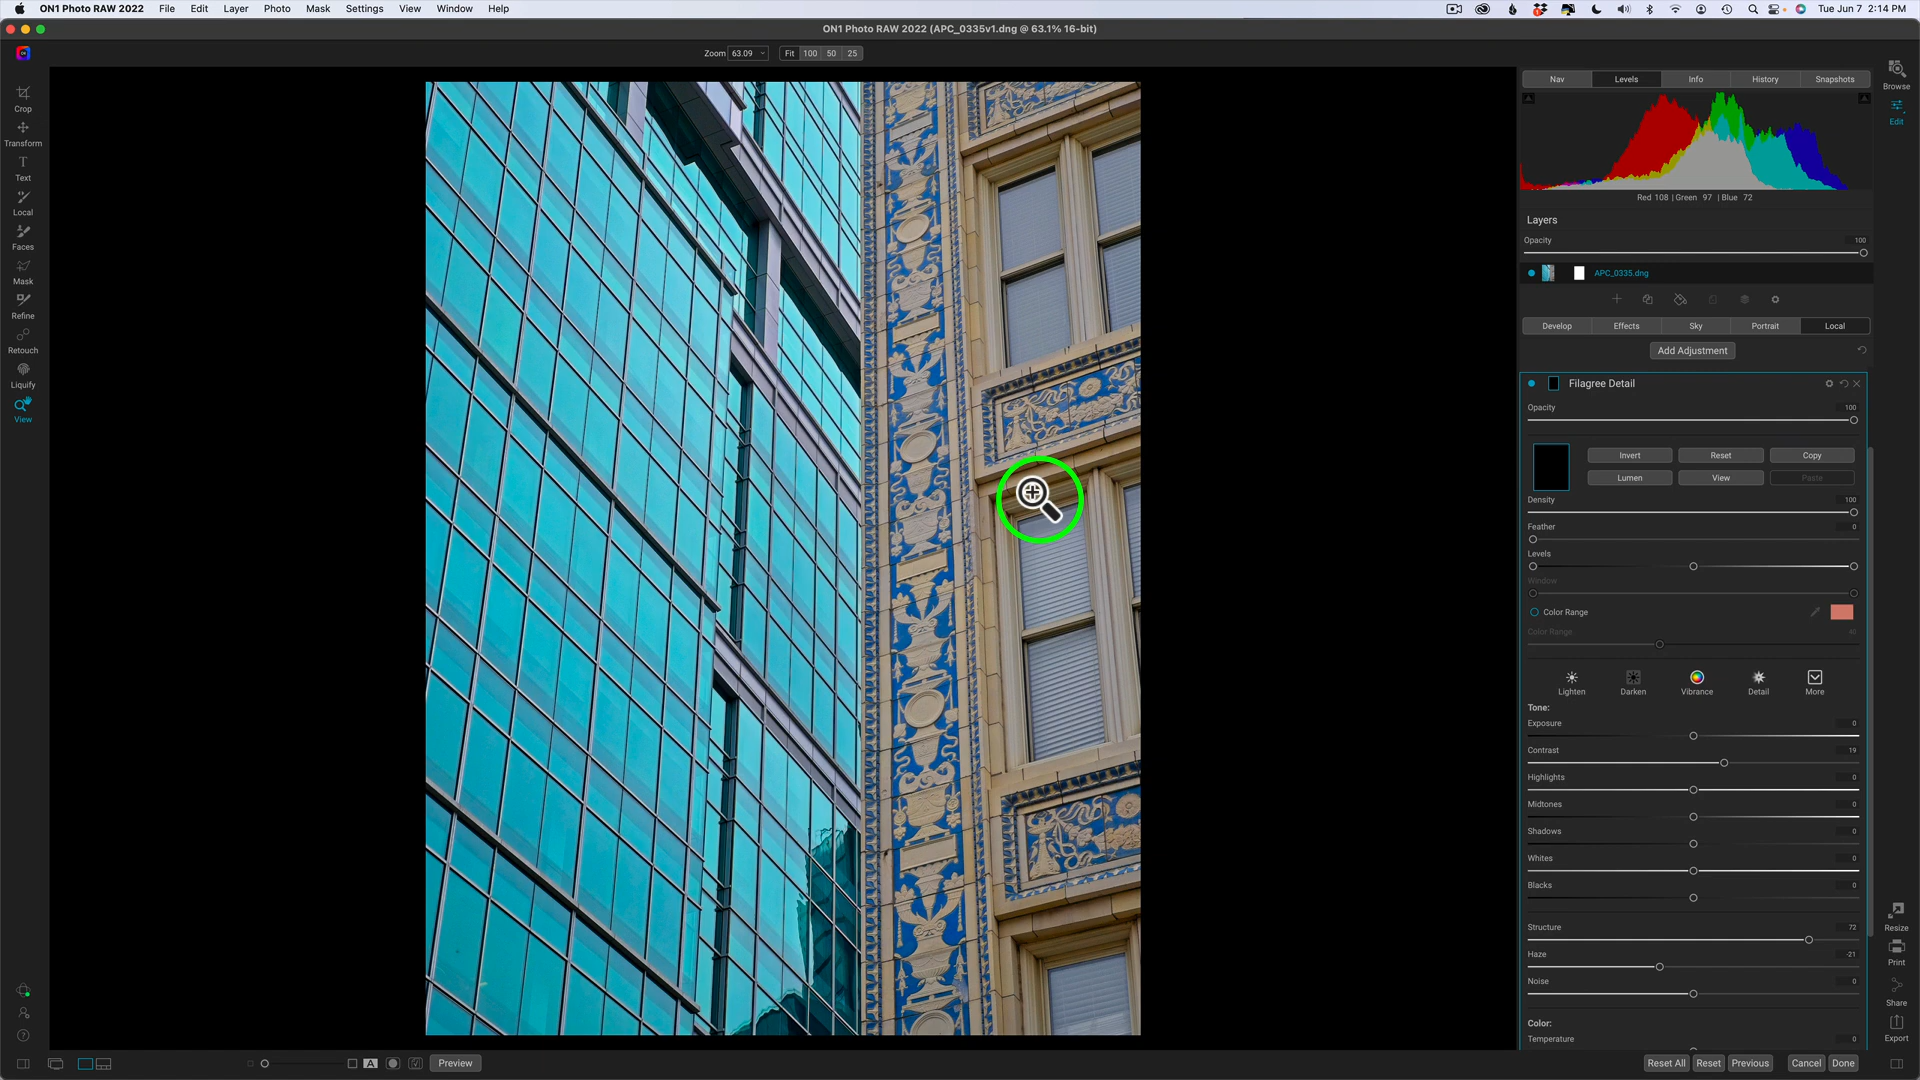 ON1 Photo RAW 2022 File Edit Layer Photo Mask Settings View Window Help Tue Jun 7 2:14 PM
ON1 Photo RAW 2022 (APC_0335v1.dng @ 63.1% 16-bit)
Zoom 63.09 Fit 100 50 25
Crop
Transform
Text
Local
Faces
Mask
Refine
Retouch
Liquify
View
Nav Levels Info History Snapshots
Red 108 | Green 97 | Blue 72
Layers
Opacity 100
APC_0335.dng
Develop Effects Sky Portrait Local
Add Adjustment
Filagree Detail
Opacity 100
Invert Reset Copy
Lumen View Paste
Density 100
Feather 0
Levels
Window
Color Range
Color Range 40
Lighten Darken Vibrance Detail More
Tone:
Exposure 0
Contrast 19
Highlights 0
Midtones 0
Shadows 0
Whites 0
Blacks 0
Structure 72
Haze -21
Noise 0
Color:
Temperature
Browse
Edit
Resize
Print
Share
Export
A Preview
Reset All Reset Previous Cancel Done